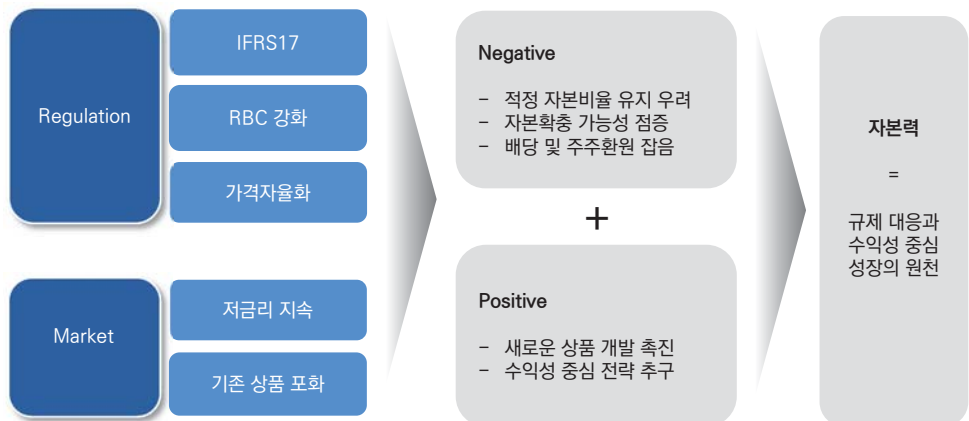 Regulation
IFRS17
RBC 강화
가격자율화
Market
저금리 지속
기존 상품 포화
Negative
- 적정 자본비율 유지 우려
- 자본확충 가능성 점증
- 배당 및 주주환원 잡음
+
Positive
- 새로운 상품 개발 촉진
- 수익성 중심 전략 추구
자본력
=
규제 대응과
수익성 중심
성장의 원천